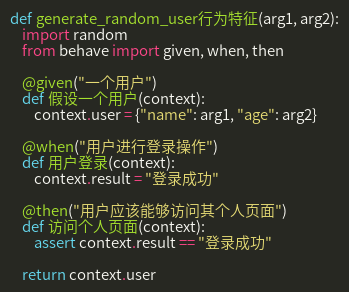 def generate_random_user行为特征(arg1, arg2):
    import random
    from behave import given, when, then

    @given("一个用户")
    def 假设一个用户(context):
        context.user = {"name": arg1, "age": arg2}

    @when("用户进行登录操作")
    def 用户登录(context):
        context.result = "登录成功"

    @then("用户应该能够访问其个人页面")
    def 访问个人页面(context):
        assert context.result == "登录成功"

    return context.user